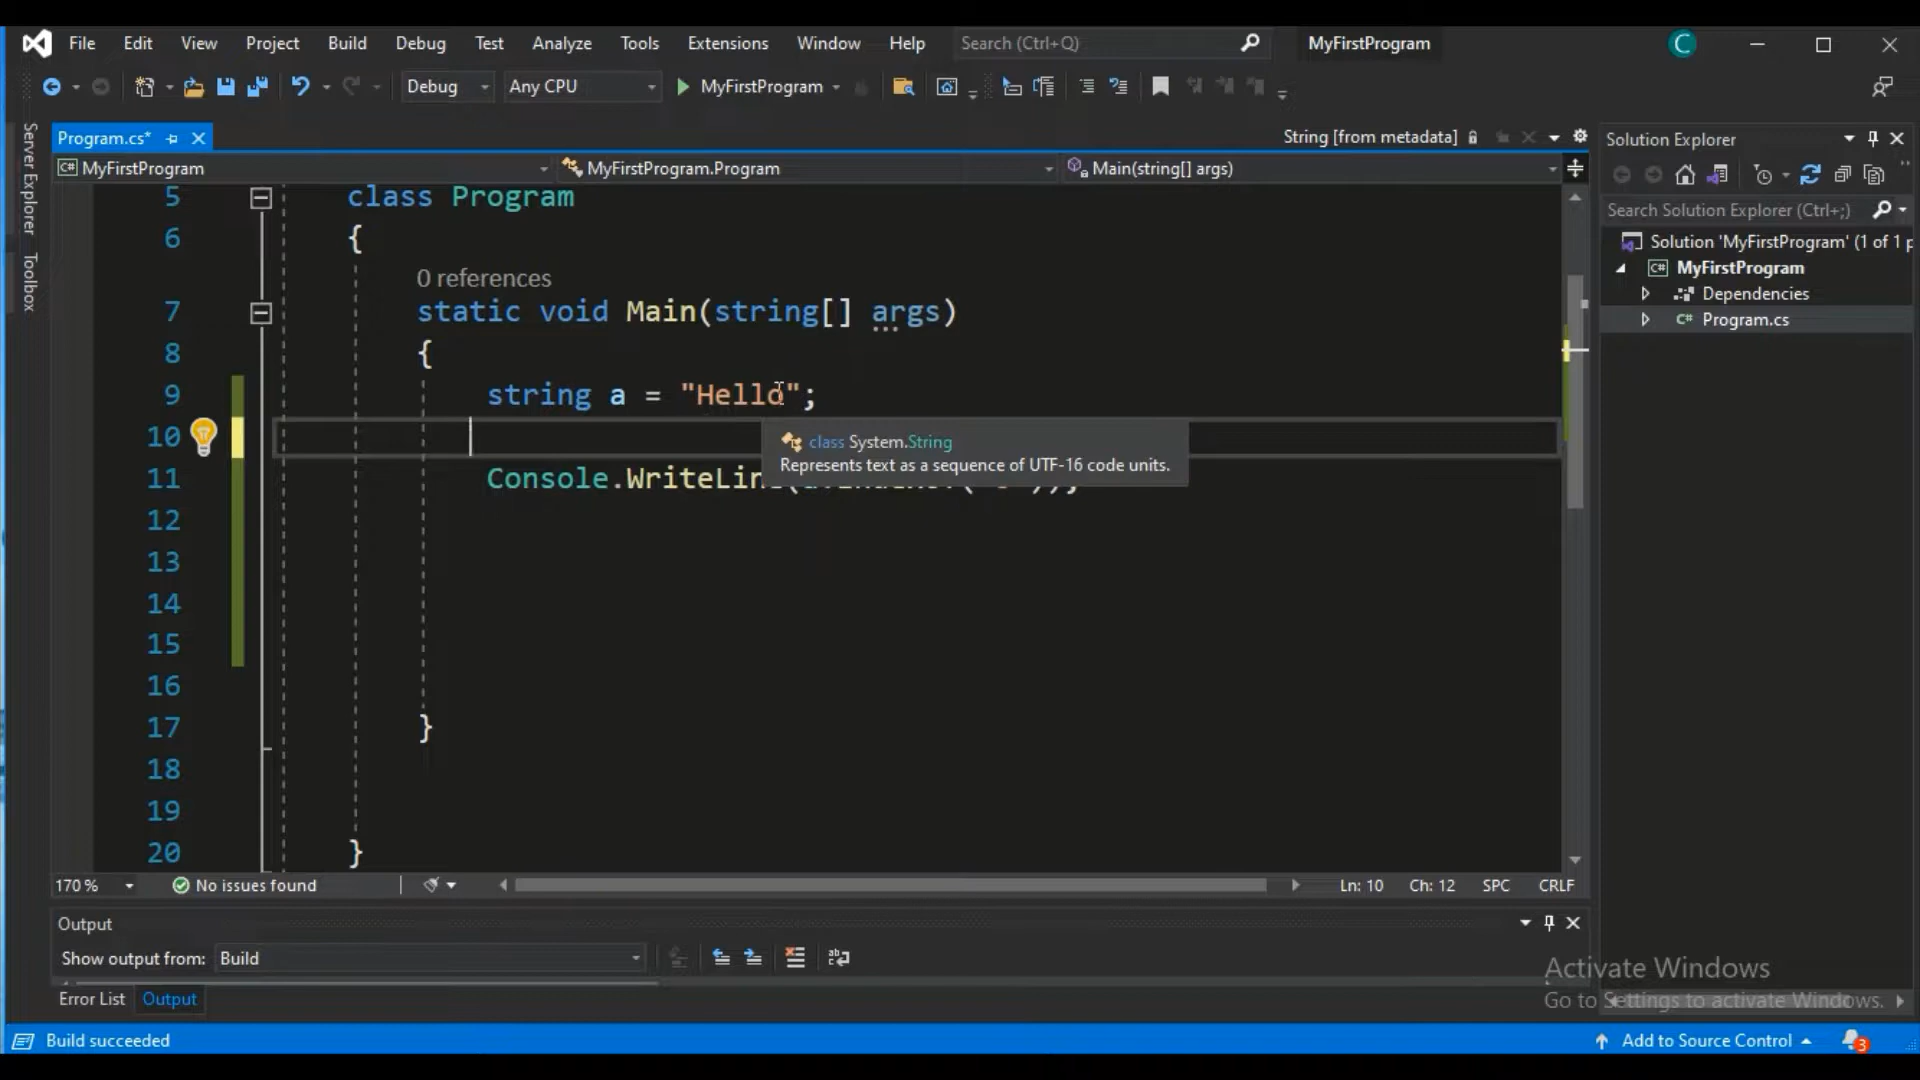 File Edit View Project Build Debug Test Analyze Tools Extensions Window Help Search (Ctrl+Q) MyFirstProgram C
Debug Any CPU MyFirstProgram
Server Explorer
Toolbox
Program.cs* String [from metadata]
C# MyFirstProgram MyFirstProgram.Program Main(string[] args)
5 class Program
6 {
0 references
7 static void Main(string[] args)
8 {
9 string a = "Hello";
10
class System.String
Represents text as a sequence of UTF-16 code units.
11 Console.WriteLine(
12
13
14
15
16
17 }
18
19
20 }
170 % No issues found Ln: 10 Ch: 12 SPC CRLF
Output
Show output from: Build
Error List Output
Build succeeded Add to Source Control 3
Solution Explorer
Search Solution Explorer (Ctrl+;)
Solution 'MyFirstProgram' (1 of 1 p
C# MyFirstProgram
Dependencies
C# Program.cs
Activate Windows
Go to Settings to activate Windows.